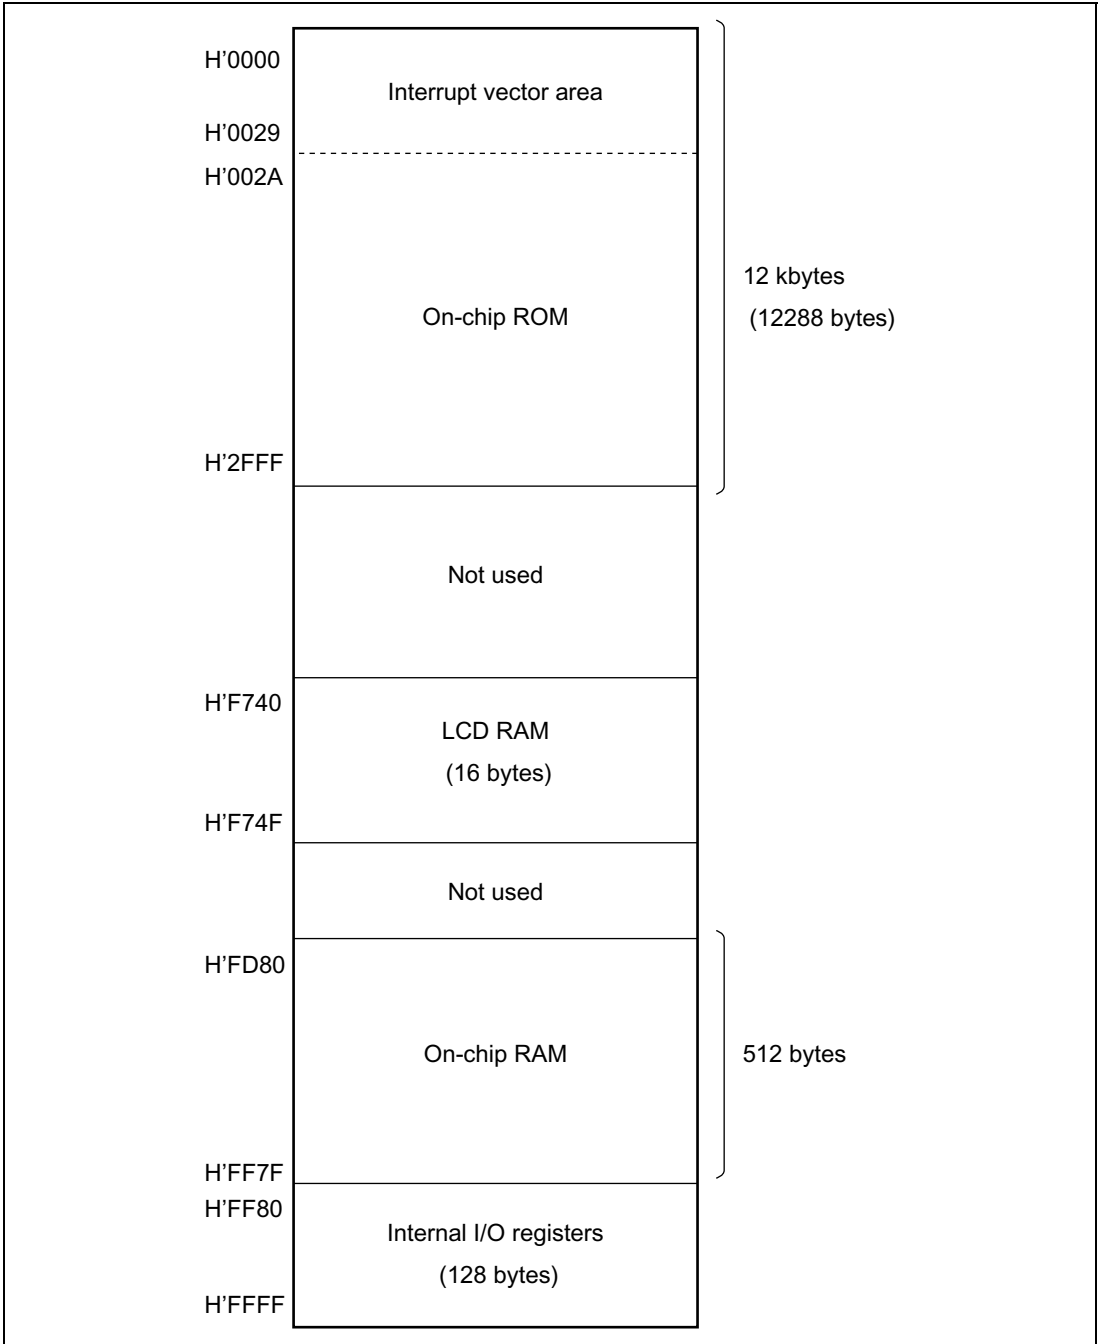 H'0000
Interrupt vector area
H'0029
H'002A
12 kbytes
(12288 bytes)
On-chip ROM
H'2FFF
Not used
H'F740
LCD RAM
(16 bytes)
H'F74F
Not used
H'FD80
On-chip RAM
512 bytes
H'FF7F
H'FF80
Internal I/O registers
(128 bytes)
H'FFFF